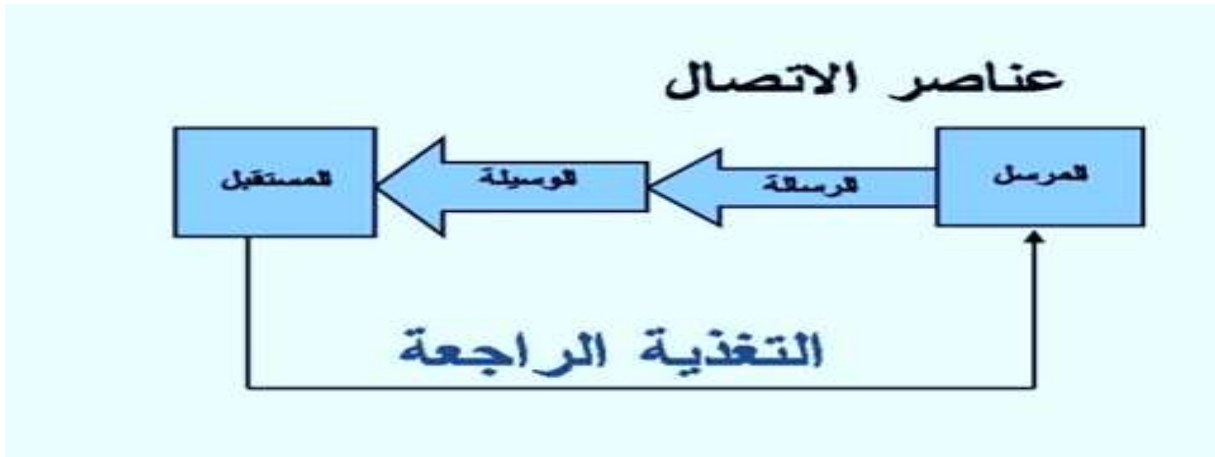 عناصر الاتصال
المرسل
الرسالة
الوسيلة
المستقبل
التغذية الراجعة